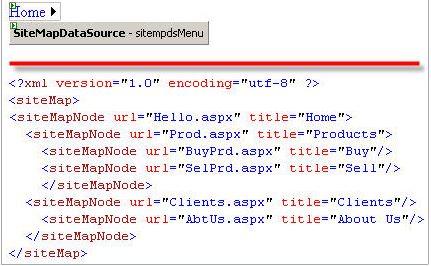 Home
SiteMapDataSource - sitempdsMenu
<?xml version="1.0" encoding="utf-8" ?>
<siteMap>
<siteMapNode url="Hello.aspx" title="Home">
<siteMapNode url="Prod.aspx" title="Products">
<siteMapNode url="BuyPrd.aspx" title="Buy"/>
<siteMapNode url="SelPrd.aspx" title="Sell"/>
</siteMapNode>
<siteMapNode url="Clients.aspx" title="Clients"/>
<siteMapNode url="AbtUs.aspx" title="About Us"/>
</siteMapNode>
</siteMap>